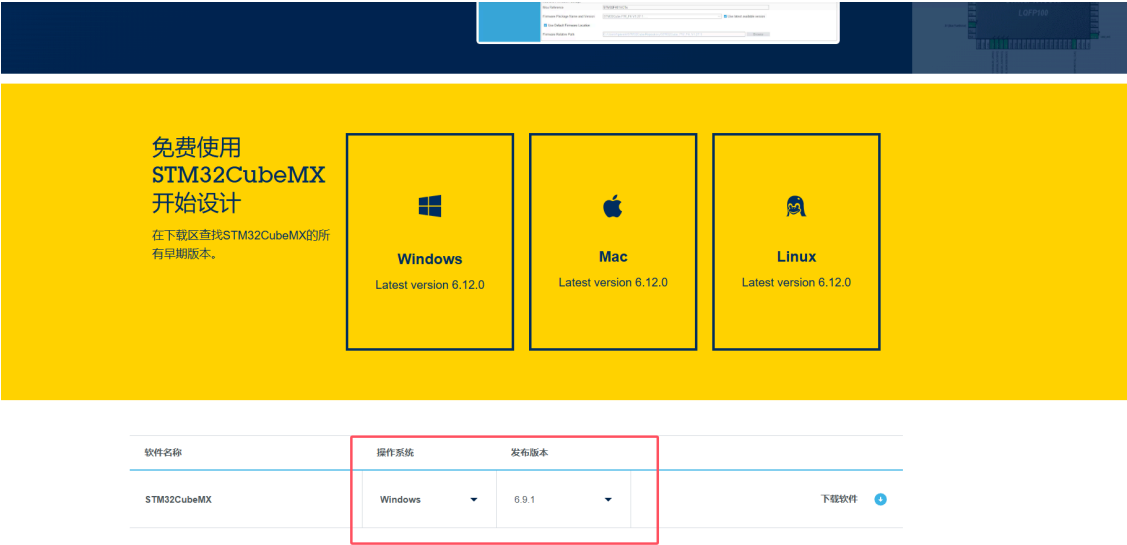 LQFP100
免费使用
STM32CubeMX
开始设计
在下载区查找STM32CubeMX的所
有早期版本。
Windows
Latest version 6.12.0
Mac
Latest version 6.12.0
Linux
Latest version 6.12.0
软件名称 操作系统 发布版本
STM32CubeMX Windows 6.9.1 下载软件